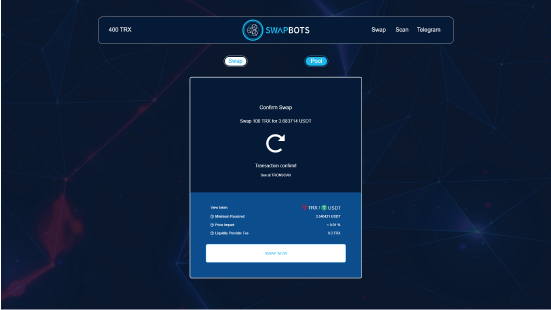 400 TRX
SWAPBOTS
Swap Scan Telegram
Swap
Pool
Confirm Swap
Swap 100 TRX for 3.683714 USDT
Transaction confimd
See at TRONSCAN
View token
TRX / USDT
Minimum Received
3.540421 USDT
Price Impact
~ 0.01 %
Liquidity Provider Fee
0.3 TRX
SWAP NOW